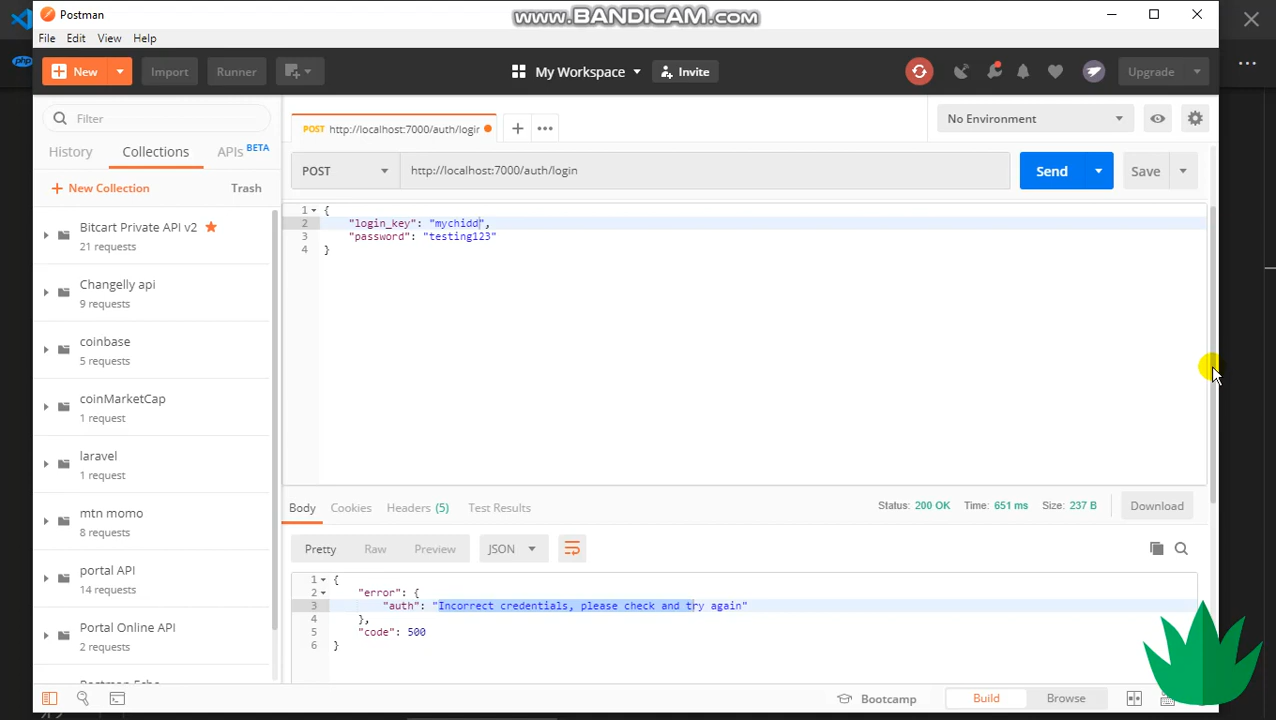 Postman
www.BANDICAM.com
File Edit View Help
New Import Runner My Workspace Invite Upgrade
php
Filter
POST http://localhost:7000/auth/login
No Environment
History Collections APIs BETA
POST http://localhost:7000/auth/login Send Save
New Collection Trash
1 {
2 "login_key": "mychidd",
3 "password": "testing123"
4 }
Bitcart Private API v2
21 requests
Changelly api
9 requests
coinbase
5 requests
coinMarketCap
1 request
laravel
1 request
mtn momo
8 requests
portal API
14 requests
Portal Online API
2 requests
Body Cookies Headers (5) Test Results Status: 200 OK Time: 651 ms Size: 237 B Download
Pretty Raw Preview JSON
1 {
2 "error": {
3 "auth": "Incorrect credentials, please check and try again"
4 },
5 "code": 500
6 }
Bootcamp Build Browse